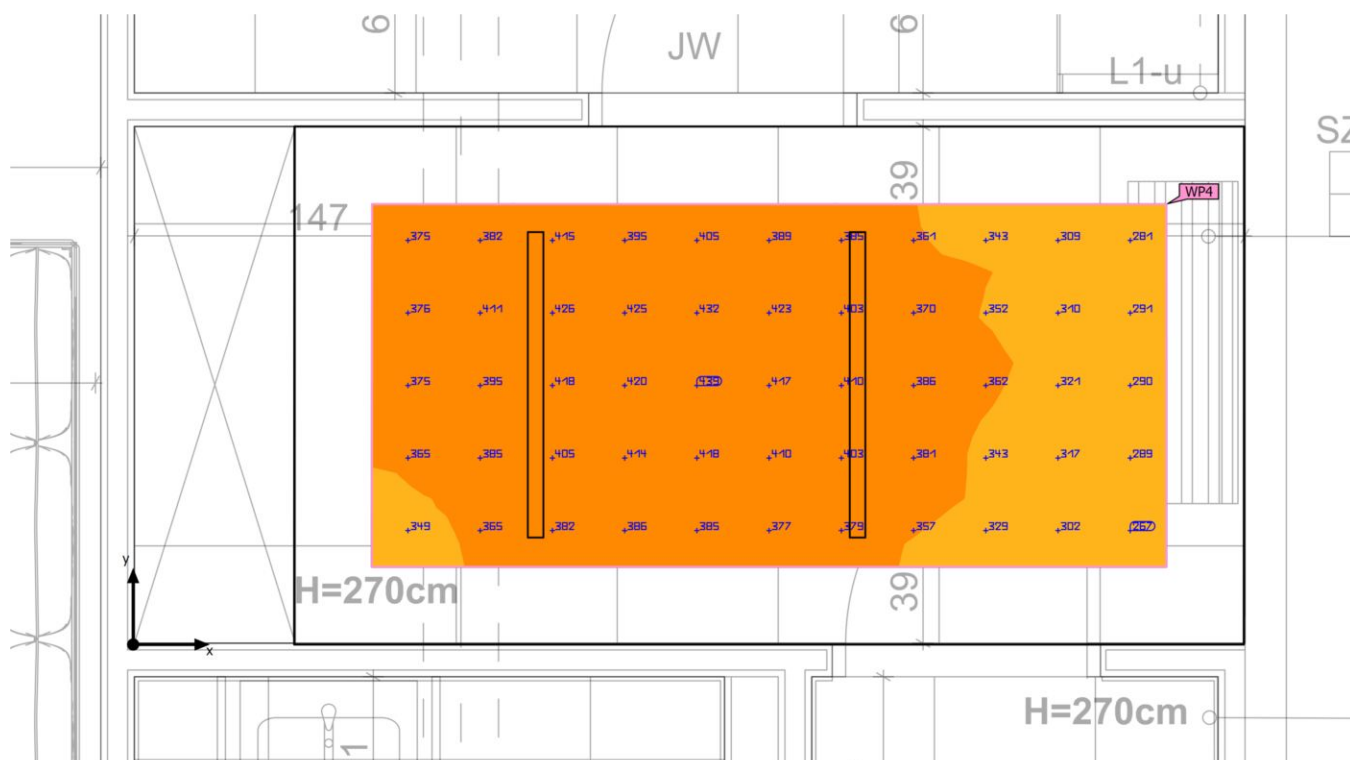 6
6
JW
L1-u
SZ
39
WP4
147
375 382 415 395 405 389 385 361 343 309 281
376 411 426 425 432 423 403 370 352 310 291
375 395 418 420 439 417 410 386 362 321 290
365 385 405 414 418 410 403 381 343 317 289
349 365 382 386 385 377 379 357 329 302 267
y
H=270cm
39
x
H=270cm
1